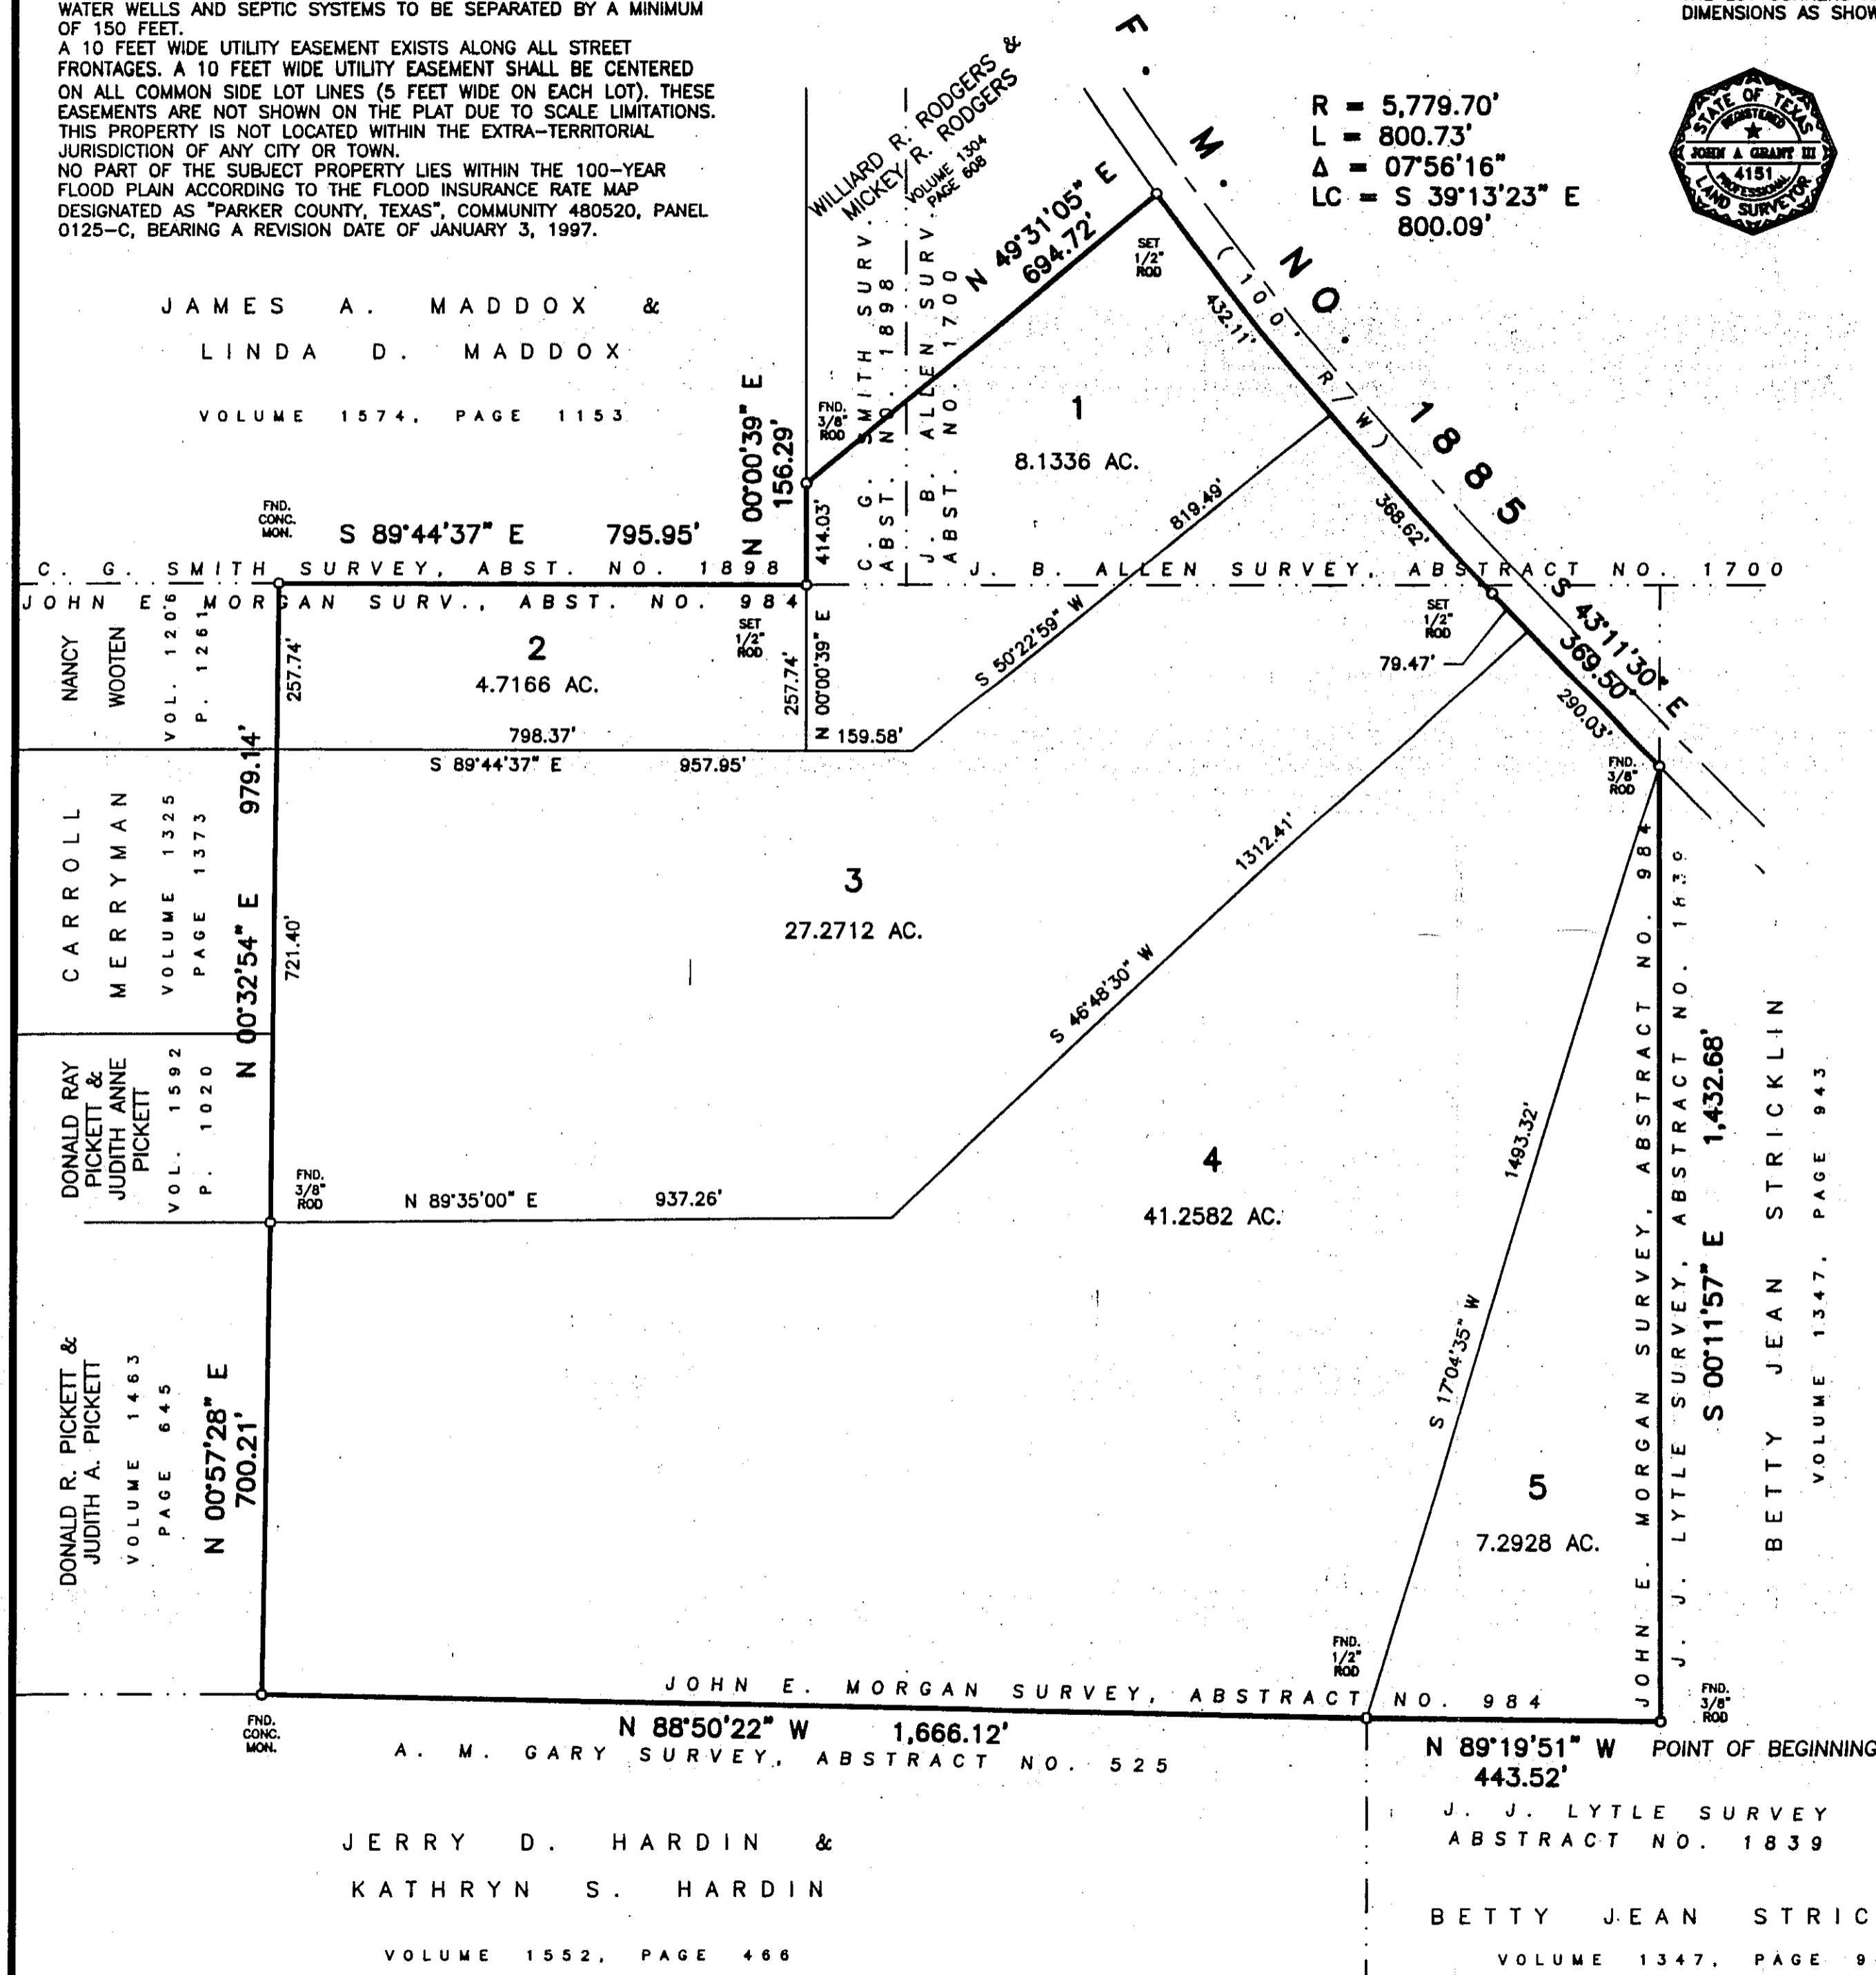 WATER WELLS AND SEPTIC SYSTEMS TO BE SEPARATED BY A MINIMUM
OF 150 FEET.
A 10 FEET WIDE UTILITY EASEMENT EXISTS ALONG ALL STREET
FRONTAGES. A 10 FEET WIDE UTILITY EASEMENT SHALL BE CENTERED
ON ALL COMMON SIDE LOT LINES (5 FEET WIDE ON EACH LOT). THESE
EASEMENTS ARE NOT SHOWN ON THE PLAT DUE TO SCALE LIMITATIONS.
THIS PROPERTY IS NOT LOCATED WITHIN THE EXTRA-TERRITORIAL
JURISDICTION OF ANY CITY OR TOWN.
NO PART OF THE SUBJECT PROPERTY LIES WITHIN THE 100-YEAR
FLOOD PLAIN ACCORDING TO THE FLOOD INSURANCE RATE MAP
DESIGNATED AS "PARKER COUNTY, TEXAS", COMMUNITY 480520, PANEL
0125-C, BEARING A REVISION DATE OF JANUARY 3, 1997.
DIMENSIONS AS SHOW
R = 5,779.70'
L = 800.73'
Δ = 07°56'16"
LC = S 39°13'23" E
800.09'
STATE OF TEXAS
REGISTERED
JOHN A GRANT III
4151
PROFESSIONAL
LAND SURVEYOR
F. M. NO. 1885
(100' R/W)
WILLIARD R. RODGERS &
MICKEY R. RODGERS
VOLUME 1304
PAGE 608
N 49°31'05" E
694.72'
SET
1/2"
ROD
432.11'
JAMES A. MADDOX &
LINDA D. MADDOX
VOLUME 1574, PAGE 1153
N 00°00'39" E
156.29'
FND.
3/8"
ROD
C. G. SMITH SURV.
ABST. NO. 1898
J. B. ALLEN SURV.
ABST. NO. 1700
1
8.1336 AC.
414.03'
819.49'
368.62'
FND.
CONC.
MON.
S 89°44'37" E 795.95'
C. G. SMITH SURVEY, ABST. NO. 1898
J. B. ALLEN SURVEY, ABSTRACT NO. 1700
JOHN E MORGAN SURV., ABST. NO. 984
SET
1/2"
ROD
SET
1/2"
ROD
S 43°11'30" E
369.50'
79.47'
290.03'
FND.
3/8"
ROD
NANCY
WOOTEN
VOL. 1206
P. 1261
257.74'
2
4.7166 AC.
257.74'
N 00°00'39" E
S 50°22'59" W
798.37'
159.58'
S 89°44'37" E 957.95'
N 00°32'54" E 979.14'
721.40'
CARROLL
MERRYMAN
VOLUME 1325
PAGE 1373
3
27.2712 AC.
1312.41'
S 46°48'30" W
DONALD RAY
PICKETT &
JUDITH ANNE
PICKETT
VOL. 1592
P. 1020
FND.
3/8"
ROD
N 89°35'00" E 937.26'
4
41.2582 AC.
1493.32'
S 17°04'35" W
JOHN E. MORGAN SURVEY, ABSTRACT NO. 984
J. J. LYTLE SURVEY, ABSTRACT NO. 1839
S 00°11'57" E 1,432.68'
BETTY JEAN STRICKLIN
VOLUME 1347, PAGE 943
DONALD R. PICKETT &
JUDITH A. PICKETT
VOLUME 1463
PAGE 645
N 00°57'28" E
700.21'
5
7.2928 AC.
FND.
1/2"
ROD
FND.
3/8"
ROD
FND.
CONC.
MON.
JOHN E. MORGAN SURVEY, ABSTRACT NO. 984
N 88°50'22" W 1,666.12'
A. M. GARY SURVEY, ABSTRACT NO. 525
N 89°19'51" W POINT OF BEGINNING
443.52'
J. J. LYTLE SURVEY
ABSTRACT NO. 1839
JERRY D. HARDIN &
KATHRYN S. HARDIN
VOLUME 1552, PAGE 466
BETTY JEAN STRIC
VOLUME 1347, PAGE 9